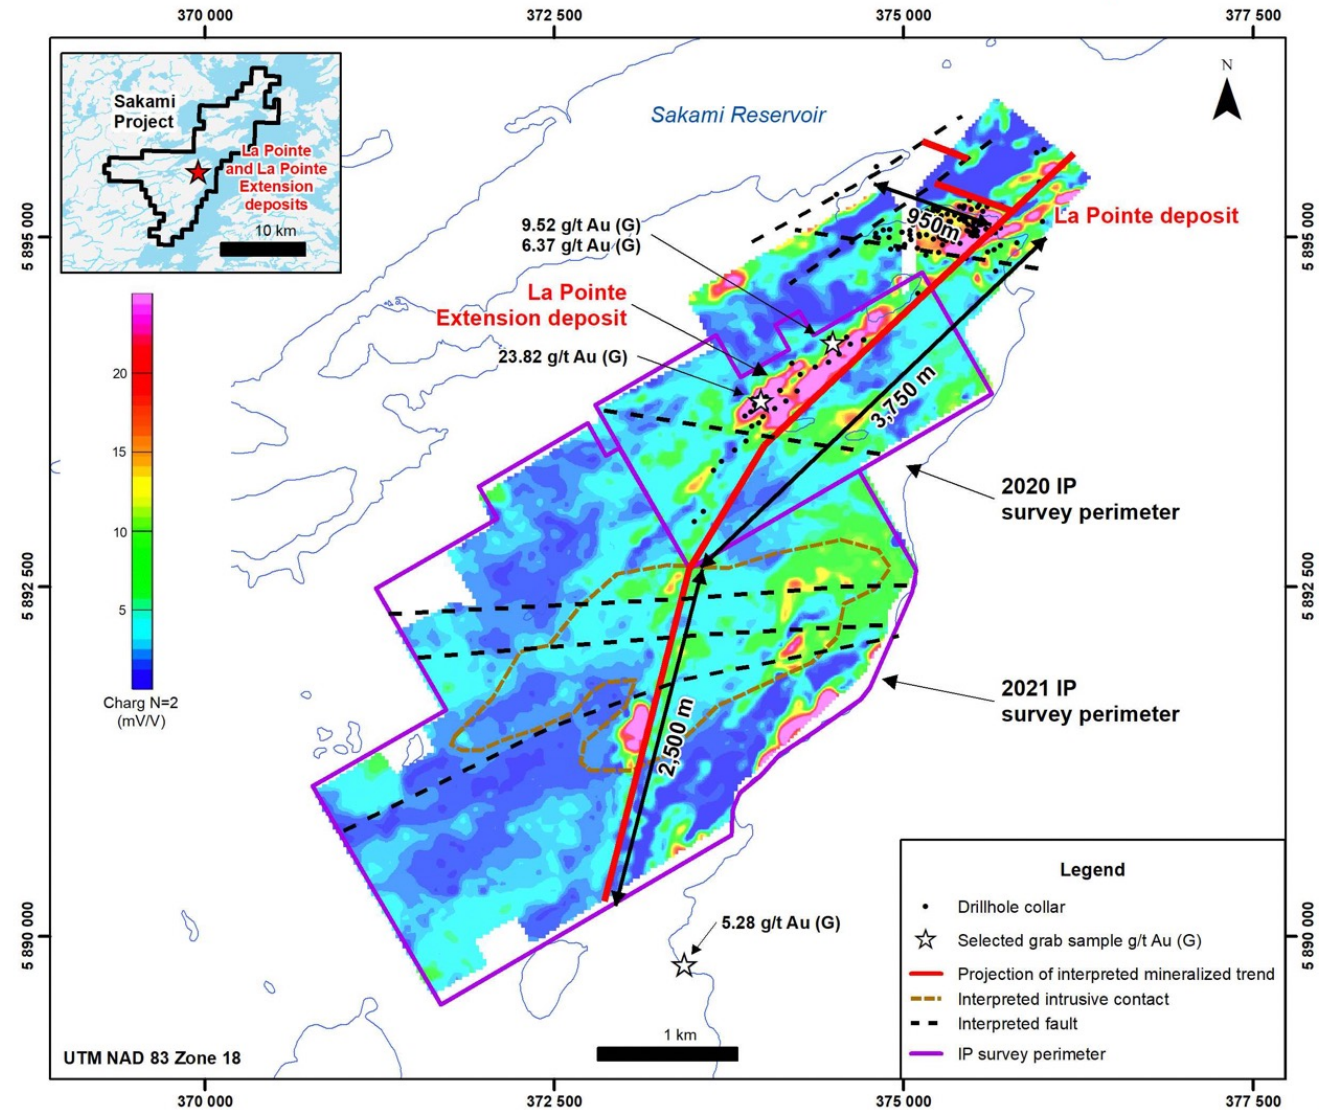 370 000
372 500
375 000
377 500
Sakami
Project
La Pointe
and La Pointe
Extension
deposits
10 km
Sakami Reservoir
N
5 895 000
5 895 000
9.52 g/t Au (G)
6.37 g/t Au (G)
950m
La Pointe deposit
La Pointe
Extension deposit
23.82 g/t Au (G)
3,750 m
20
15
10
5
Charg N=2
(mV/V)
2020 IP
survey perimeter
5 892 500
5 892 500
2021 IP
survey perimeter
2,500 m
5.28 g/t Au (G)
5 890 000
5 890 000
Legend
Drillhole collar
Selected grab sample g/t Au (G)
Projection of interpreted mineralized trend
Interpreted intrusive contact
Interpreted fault
IP survey perimeter
1 km
UTM NAD 83 Zone 18
370 000
372 500
375 000
377 500